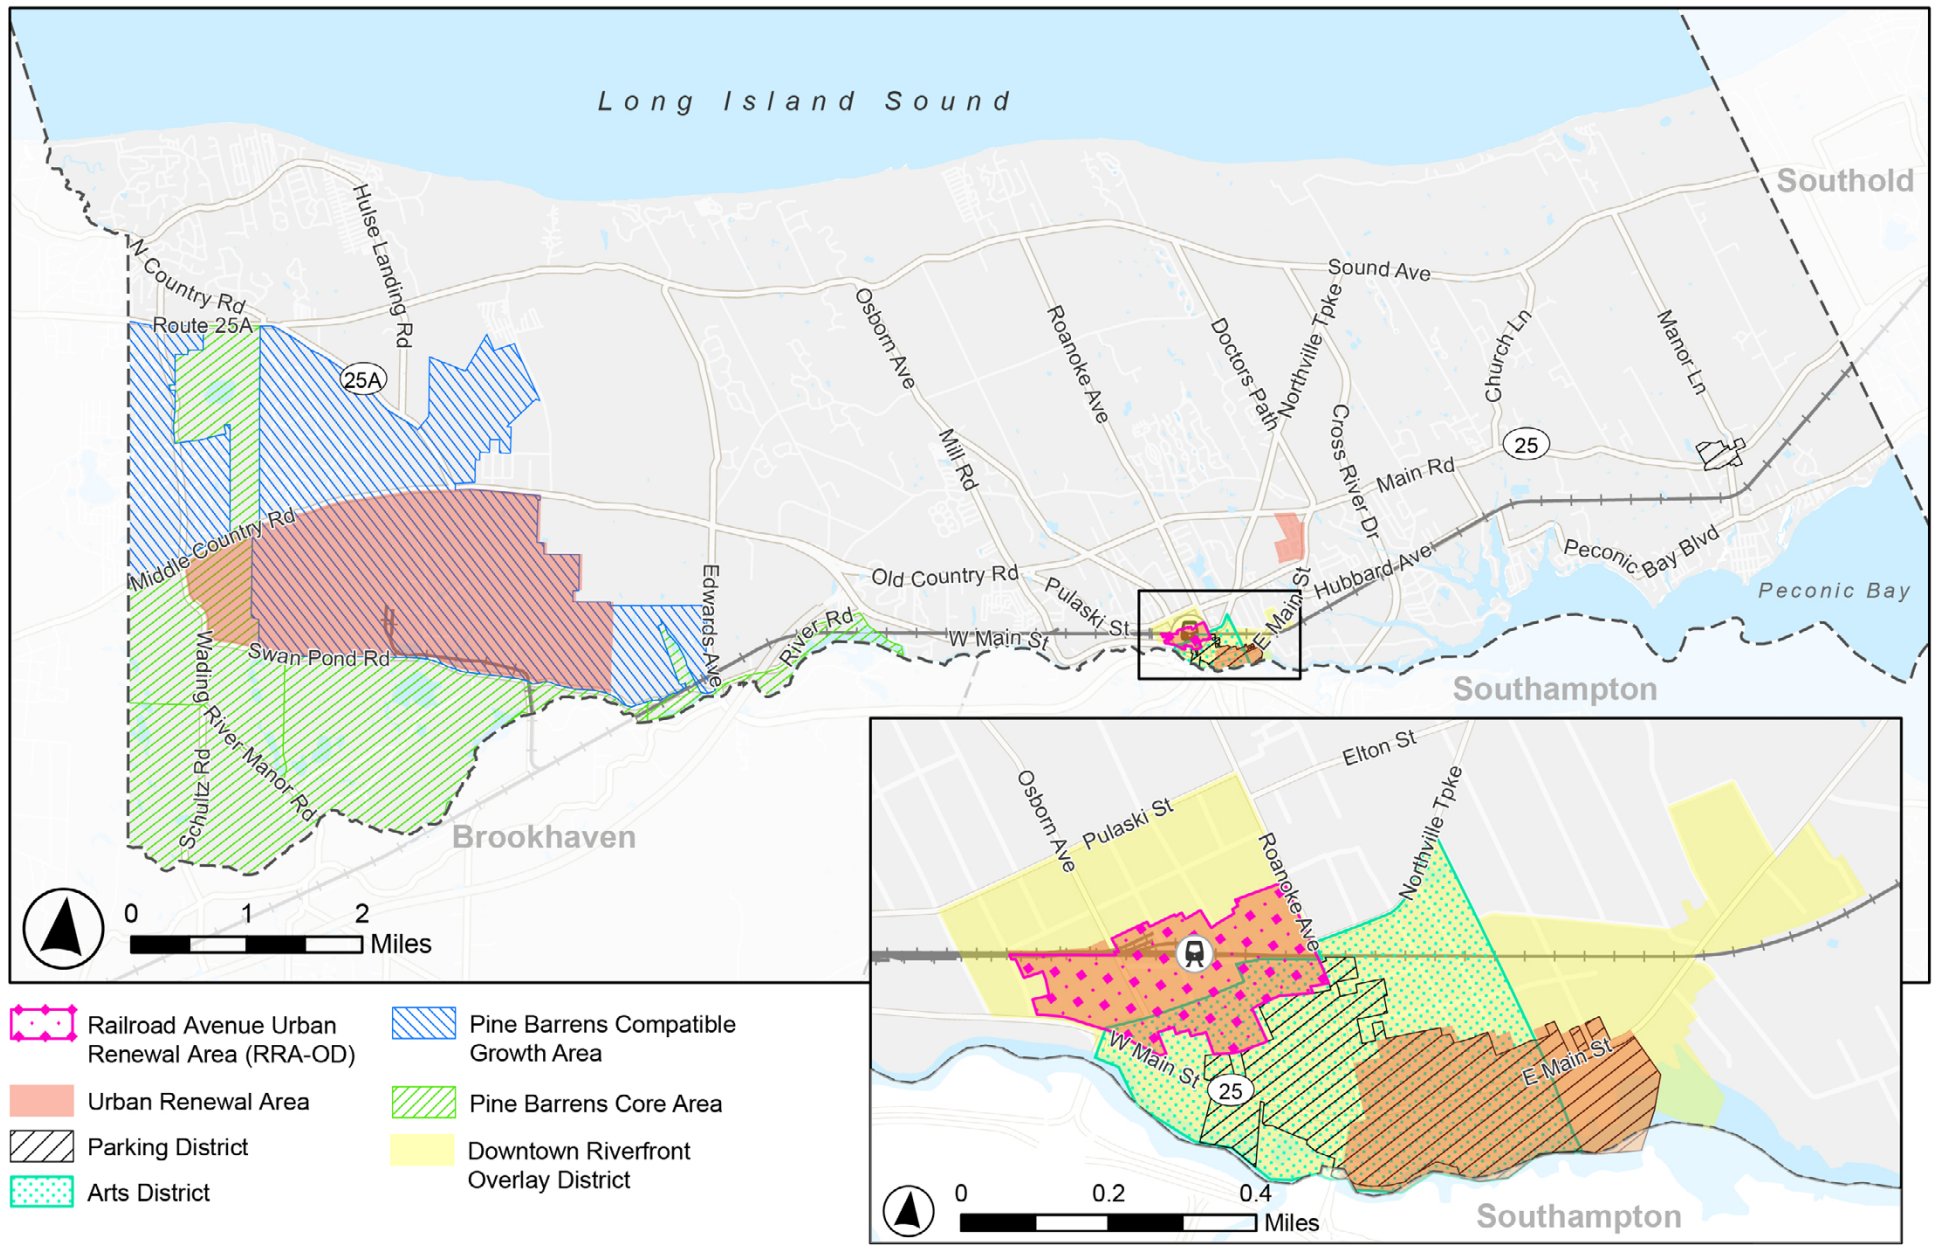 Long Island Sound
Southold
Hulse Landing Rd
N Country Rd
Route 25A
25A
Sound Ave
Osborn Ave
Roanoke Ave
Doctors Path
Northville Tpke
Church Ln
Manor Ln
Mill Rd
Cross River Dr
Main Rd
25
Middle Country Rd
Edwards Ave
Old Country Rd
Pulaski St
Hubbard Ave
Peconic Bay Blvd
Peconic Bay
River Rd
W Main St
E Main St
Swan Pond Rd
Wading River Manor Rd
Schultz Rd
Southampton
Brookhaven
0 1 2
Miles
Elton St
Osborn Ave
Pulaski St
Roanoke Ave
Northville Tpke
W Main St
25
E Main St
0 0.2 0.4
Miles
Southampton
Railroad Avenue Urban
Renewal Area (RRA-OD)
Urban Renewal Area
Parking District
Arts District
Pine Barrens Compatible
Growth Area
Pine Barrens Core Area
Downtown Riverfront
Overlay District